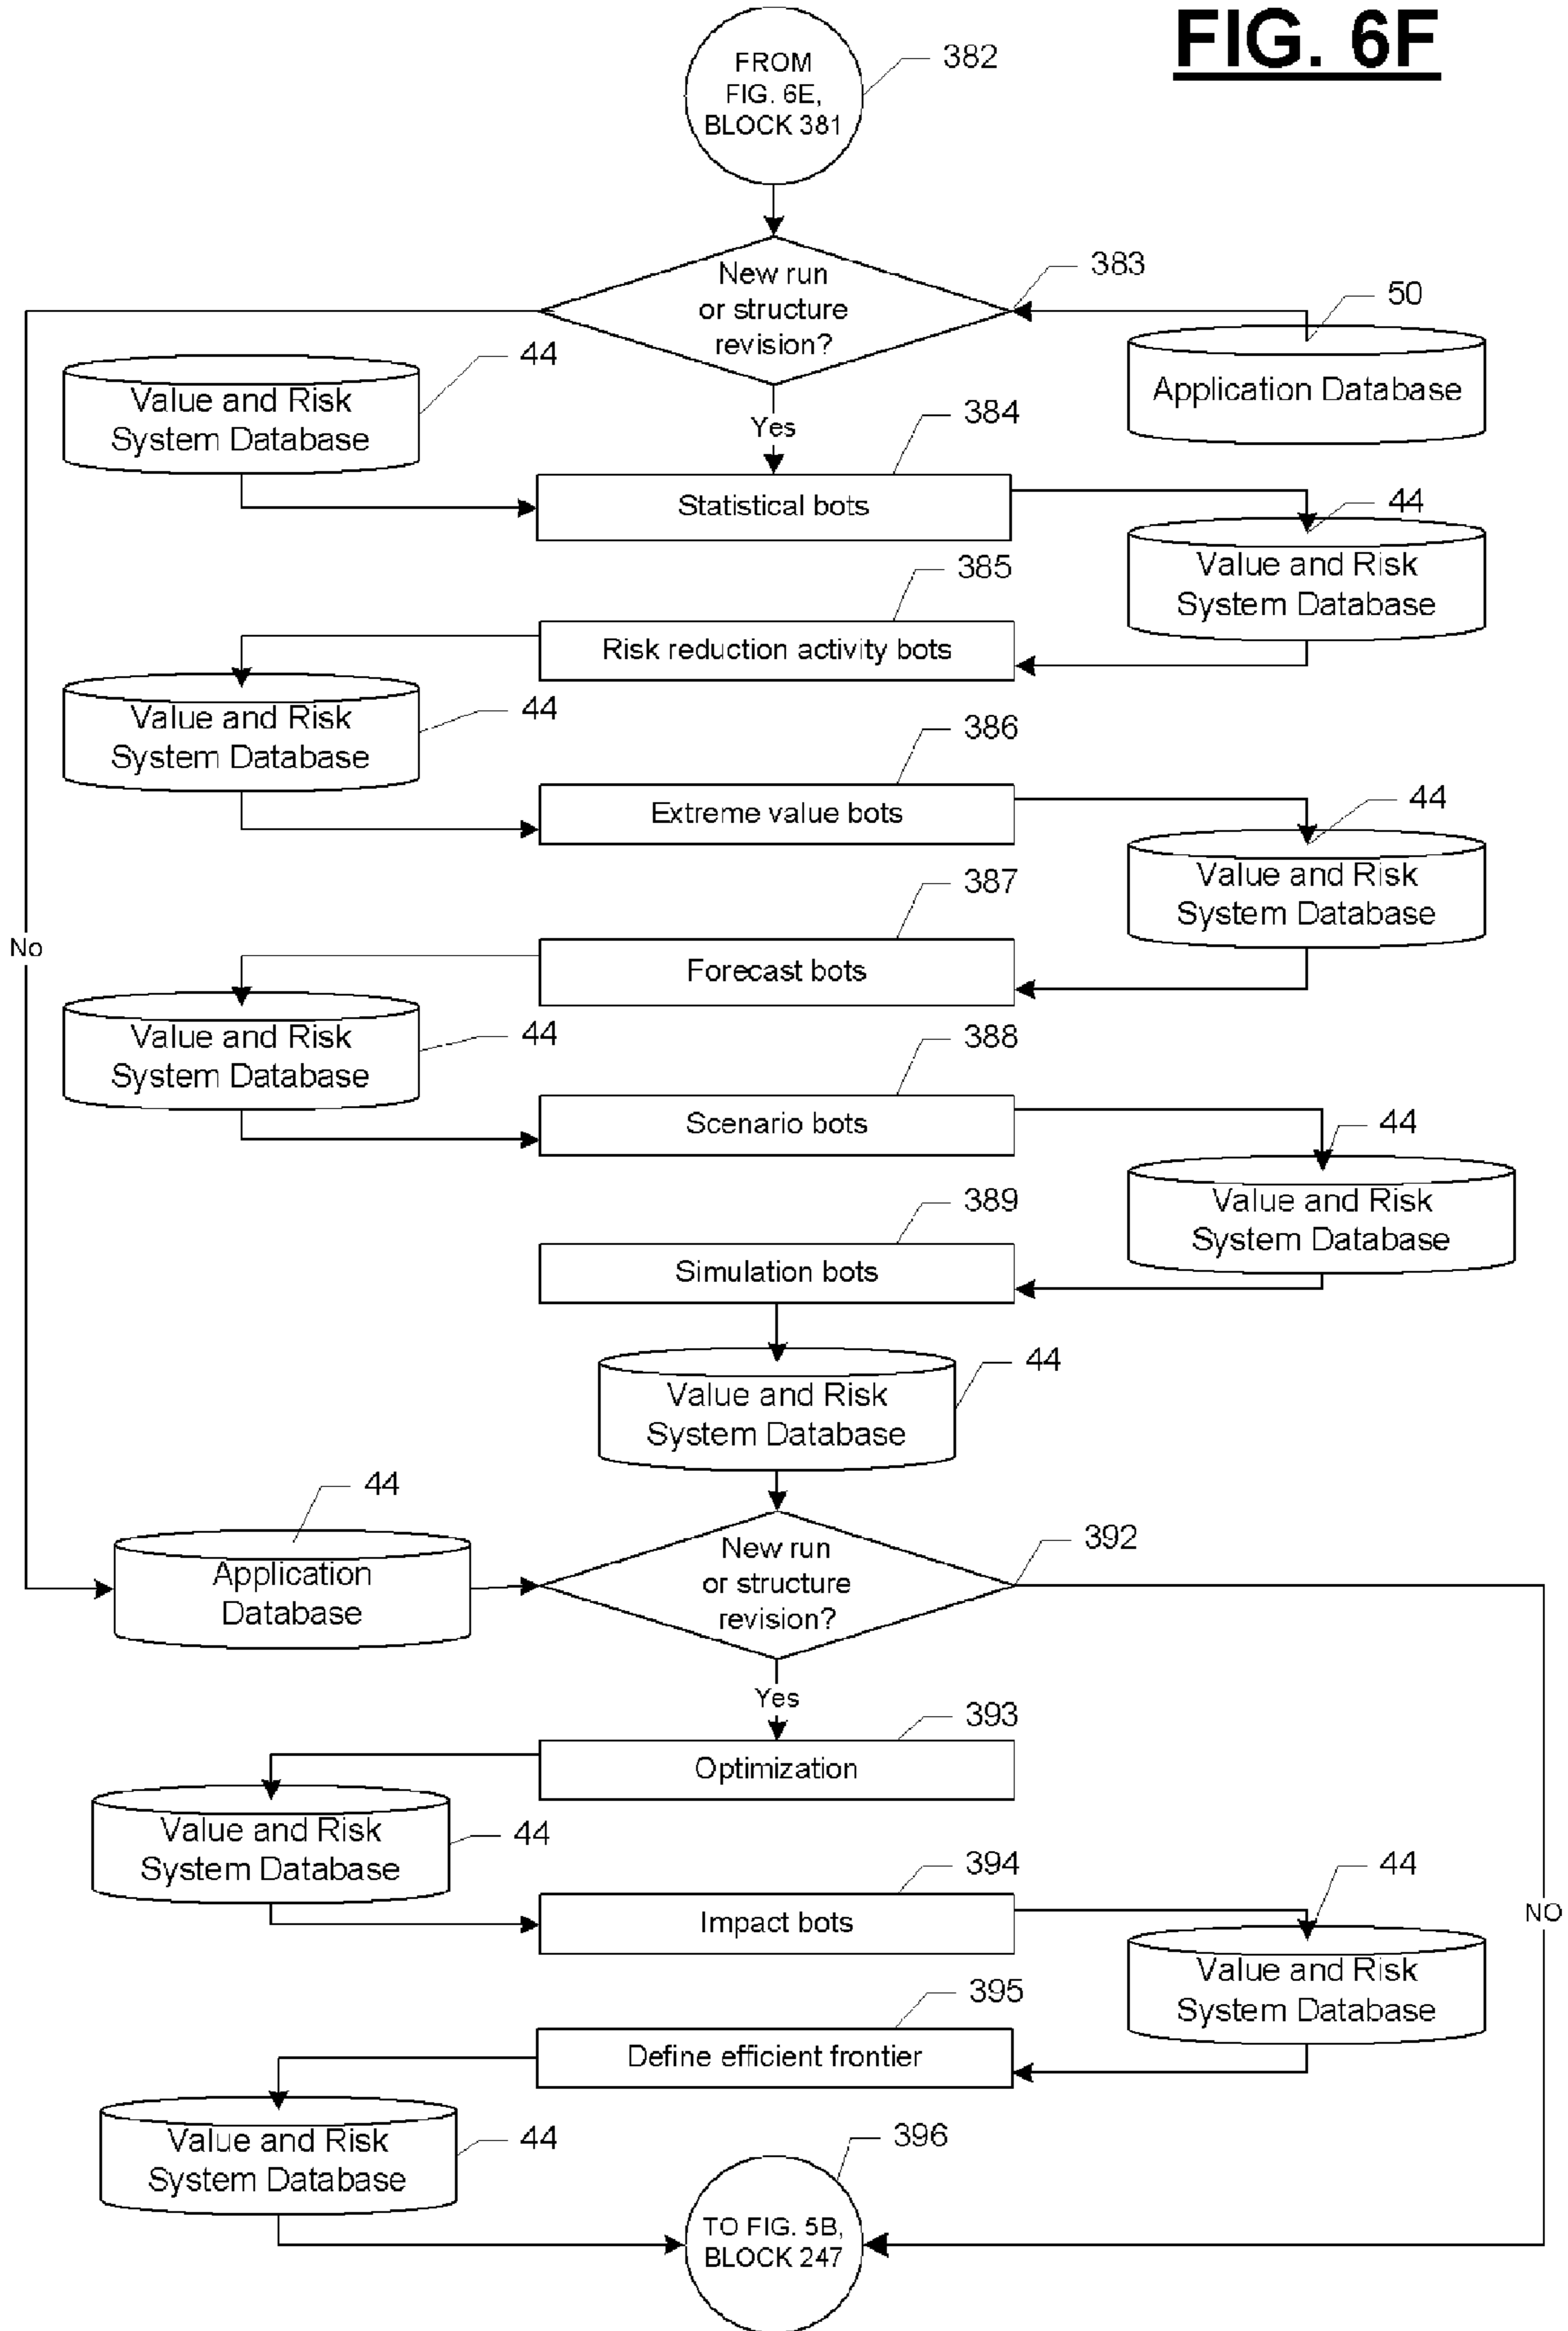 FIG. 6F
FROM
FIG. 6E,
BLOCK 381
382
New run
or structure
revision?
383
50
Application Database
44
Value and Risk
System Database
Yes
384
Statistical bots
44
Value and Risk
System Database
385
Risk reduction activity bots
44
Value and Risk
System Database
386
Extreme value bots
44
Value and Risk
System Database
387
Forecast bots
No
44
Value and Risk
System Database
388
Scenario bots
44
Value and Risk
System Database
389
Simulation bots
44
Value and Risk
System Database
44
Application
Database
New run
or structure
revision?
392
Yes
393
Optimization
44
Value and Risk
System Database
394
Impact bots
44
Value and Risk
System Database
NO
395
Define efficient frontier
44
Value and Risk
System Database
396
TO FIG. 5B,
BLOCK 247